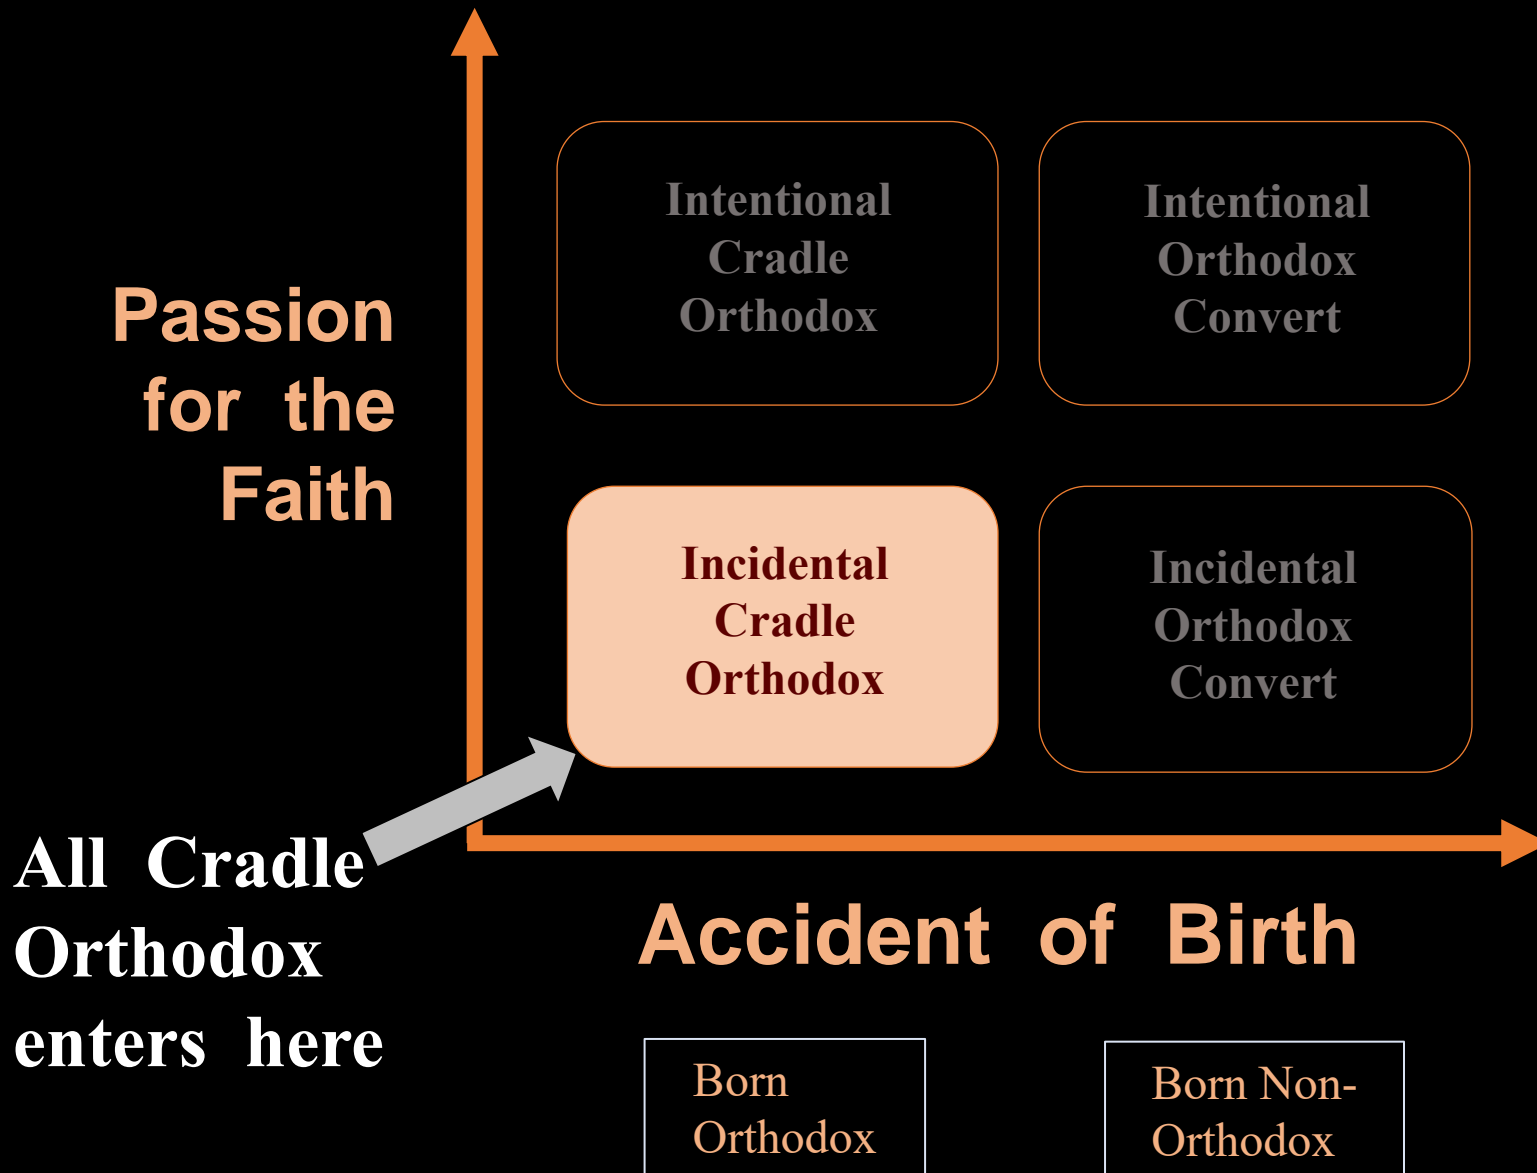 Intentional
Cradle
Orthodox
Intentional
Orthodox
Convert
Passion
for the
Faith
Incidental
Cradle
Orthodox
Incidental
Orthodox
Convert
All Cradle
Orthodox
enters here
Accident of Birth
Born
Orthodox
Born Non-
Orthodox